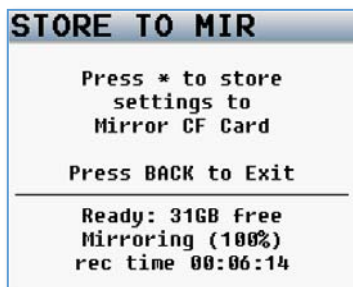 STORE TO MIR
Press * to store
settings to
Mirror CF Card
Press BACK to Exit
Ready: 31GB free
Mirroring (100%)
rec time 00:06:14